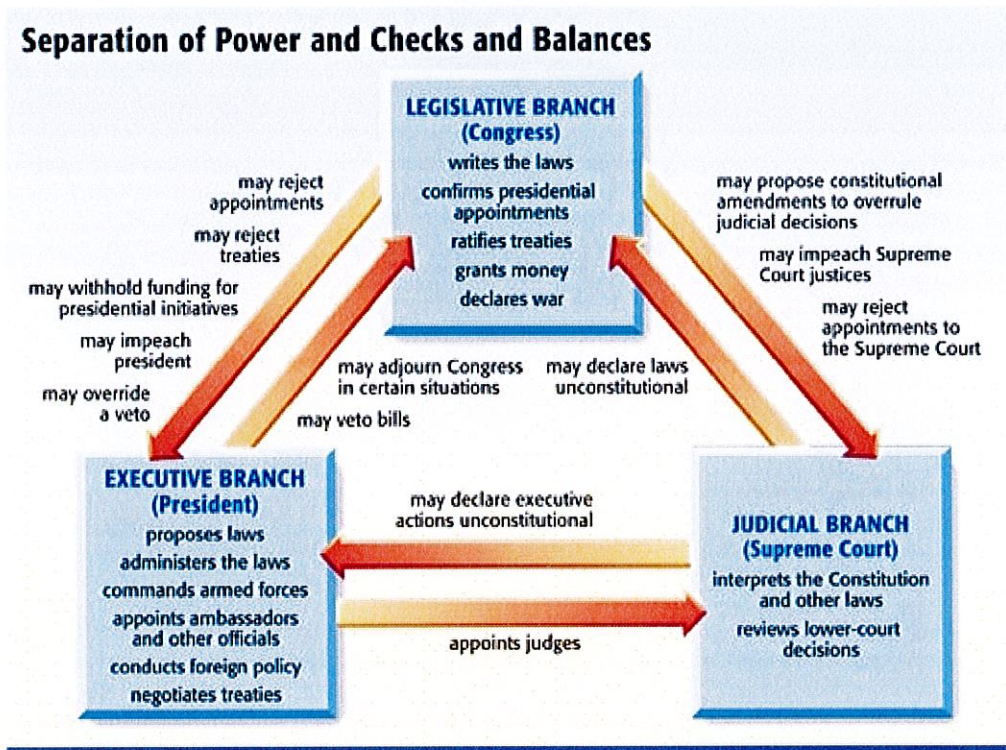 Separation of Power and Checks and Balances
LEGISLATIVE BRANCH
(Congress)
writes the laws
confirms presidential
appointments
ratifies treaties
grants money
declares war
may reject
appointments
may reject
treaties
may withhold funding for
presidential initiatives
may impeach
president
may override
a veto
may adjourn Congress
in certain situations
may veto bills
may declare laws
unconstitutional
may propose constitutional
amendments to overrule
judicial decisions
may impeach Supreme
Court justices
may reject
appointments to
the Supreme Court
EXECUTIVE BRANCH
(President)
proposes laws
administers the laws
commands armed forces
appoints ambassadors
and other officials
conducts foreign policy
negotiates treaties
may declare executive
actions unconstitutional
appoints judges
JUDICIAL BRANCH
(Supreme Court)
interprets the Constitution
and other laws
reviews lower-court
decisions